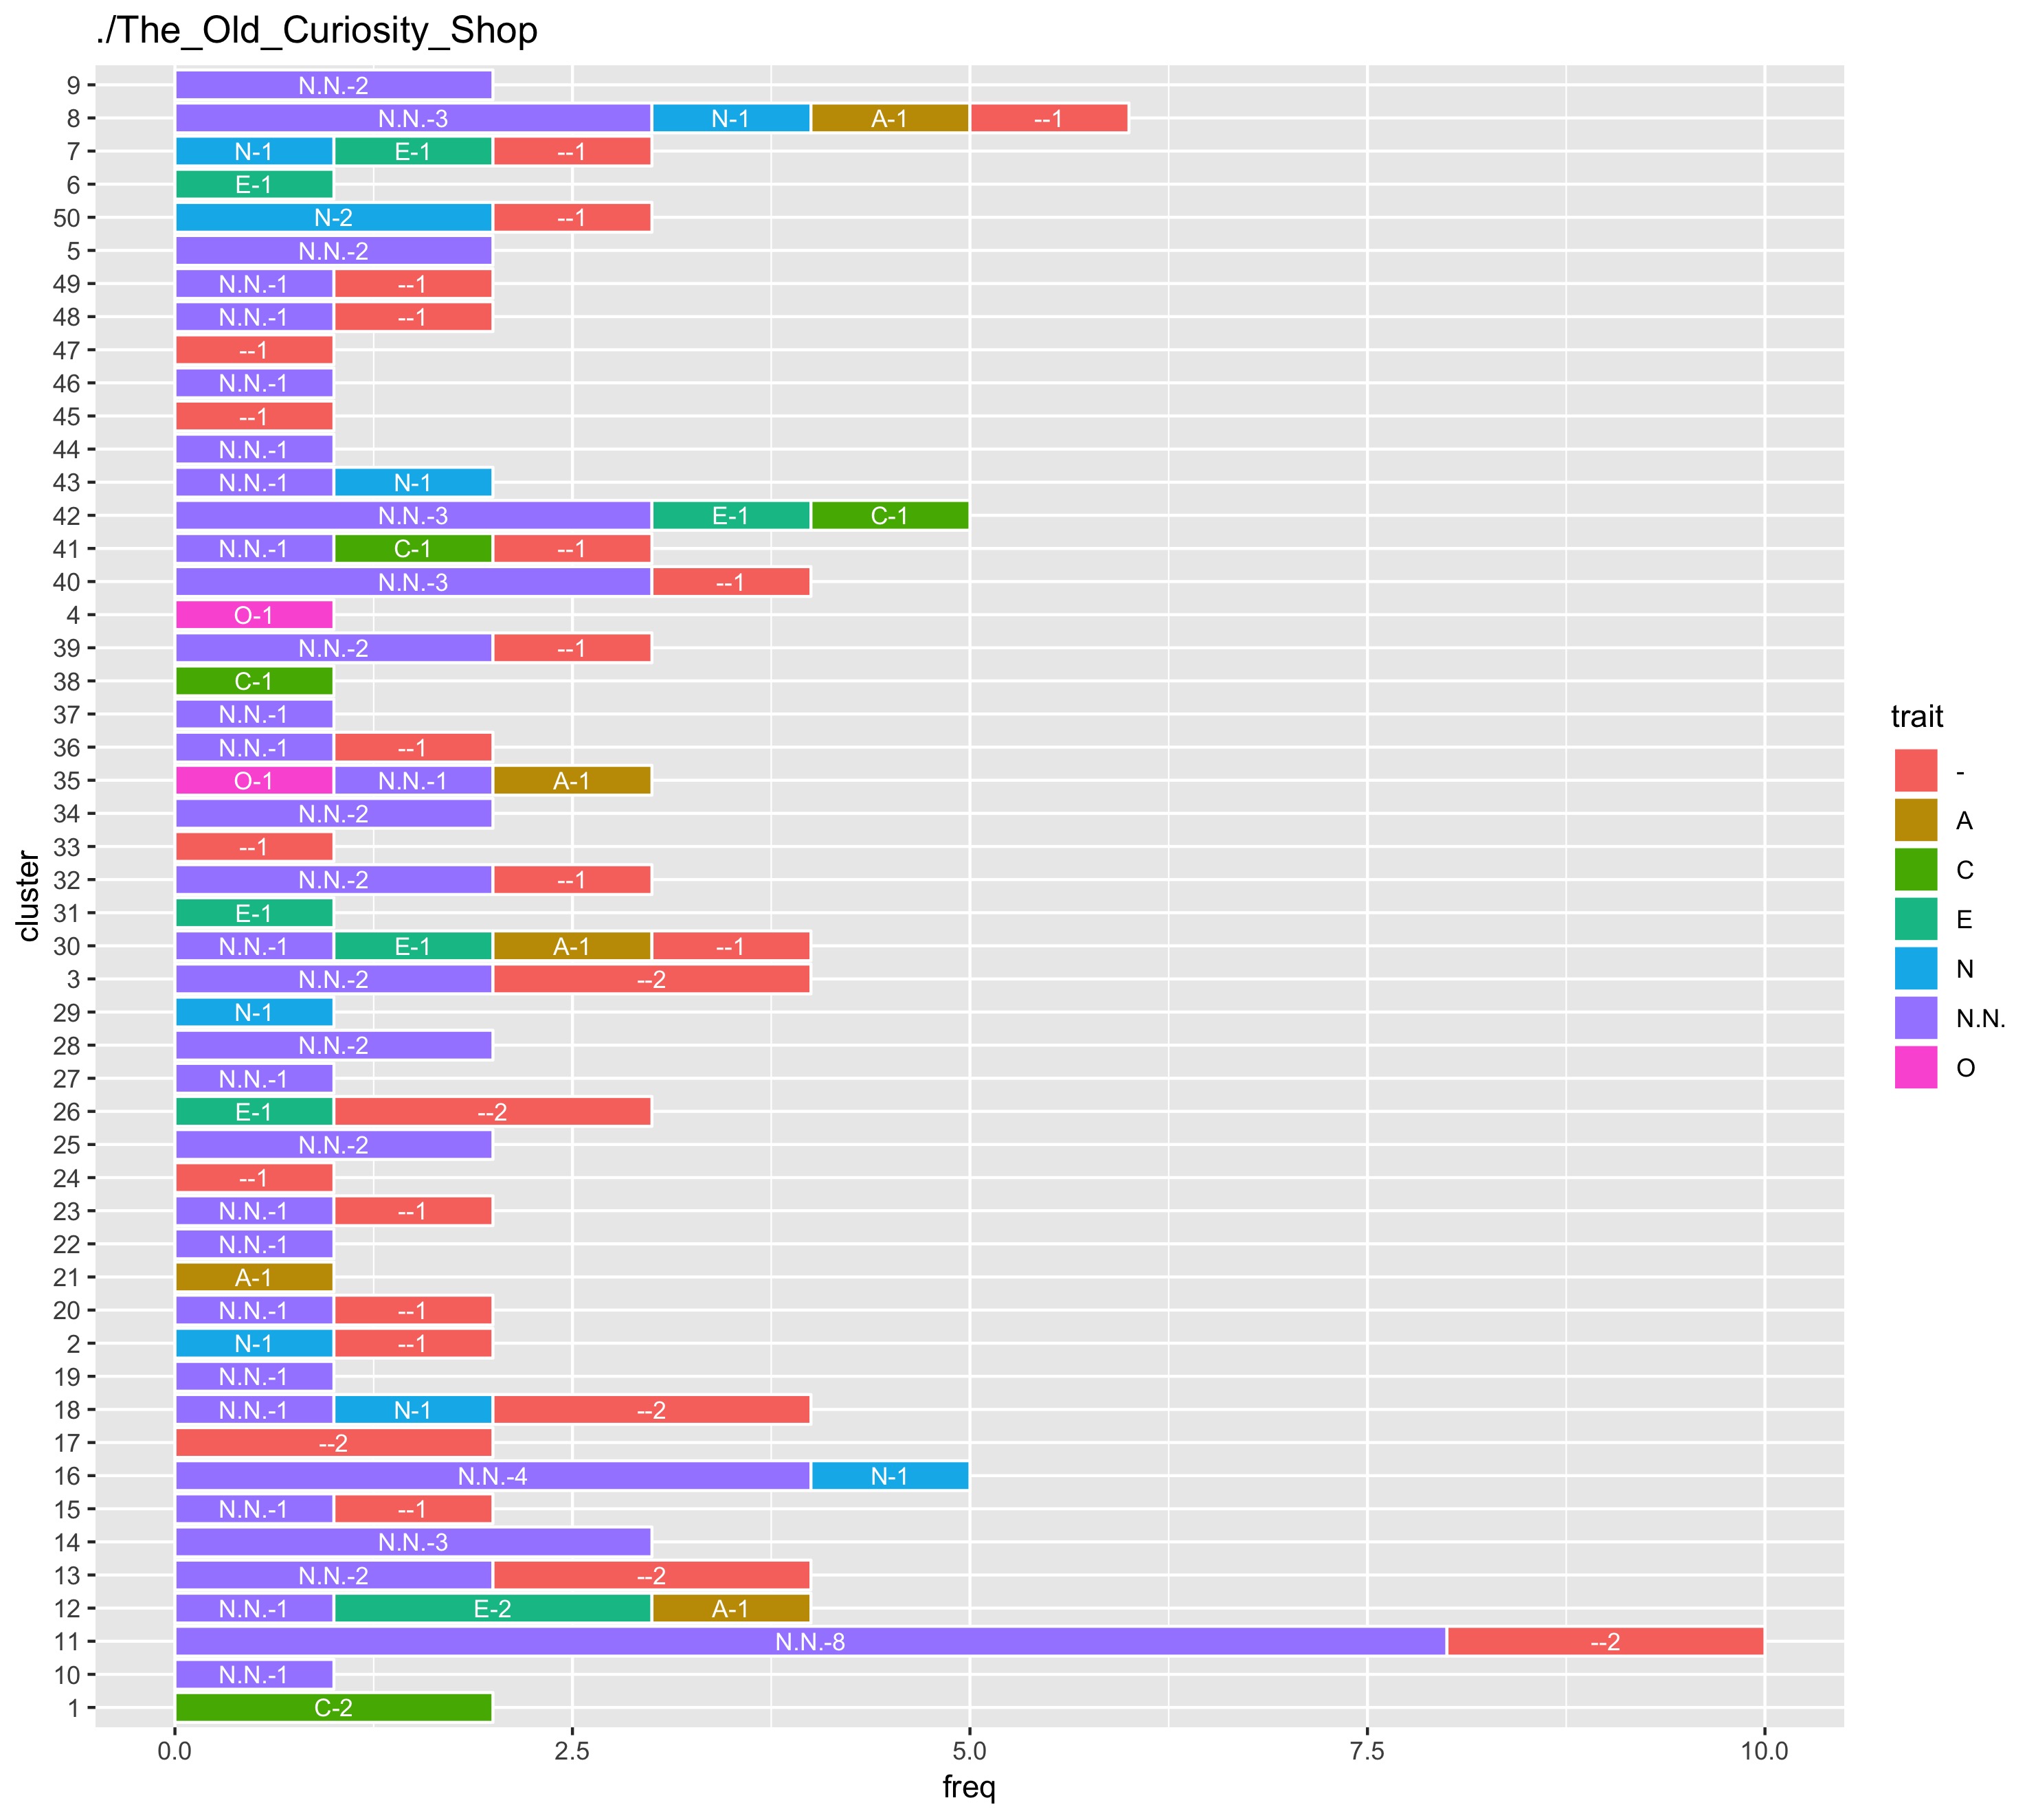 ./The_Old_Curiosity_Shop
9 N.N.-2
8 N.N.-3 N-1 A-1 --1
7 N-1 E-1 --1
6 E-1
50 N-2 --1
5 N.N.-2
49 N.N.-1 --1
48 N.N.-1 --1
47 --1
46 N.N.-1
45 --1
44 N.N.-1
43 N.N.-1 N-1
42 N.N.-3 E-1 C-1
41 N.N.-1 C-1 --1
40 N.N.-3 --1
4 O-1
39 N.N.-2 --1
38 C-1
37 N.N.-1
36 N.N.-1 --1
35 O-1 N.N.-1 A-1
34 N.N.-2
33 --1
32 N.N.-2 --1
31 E-1
30 N.N.-1 E-1 A-1 --1
3 N.N.-2 --2
29 N-1
28 N.N.-2
27 N.N.-1
26 E-1 --2
25 N.N.-2
24 --1
23 N.N.-1 --1
22 N.N.-1
21 A-1
20 N.N.-1 --1
2 N-1 --1
19 N.N.-1
18 N.N.-1 N-1 --2
17 --2
16 N.N.-4 N-1
15 N.N.-1 --1
14 N.N.-3
13 N.N.-2 --2
12 N.N.-1 E-2 A-1
11 N.N.-8 --2
10 N.N.-1
1 C-2
0.0 2.5 5.0 7.5 10.0
freq
cluster
trait
-
A
C
E
N
N.N.
O